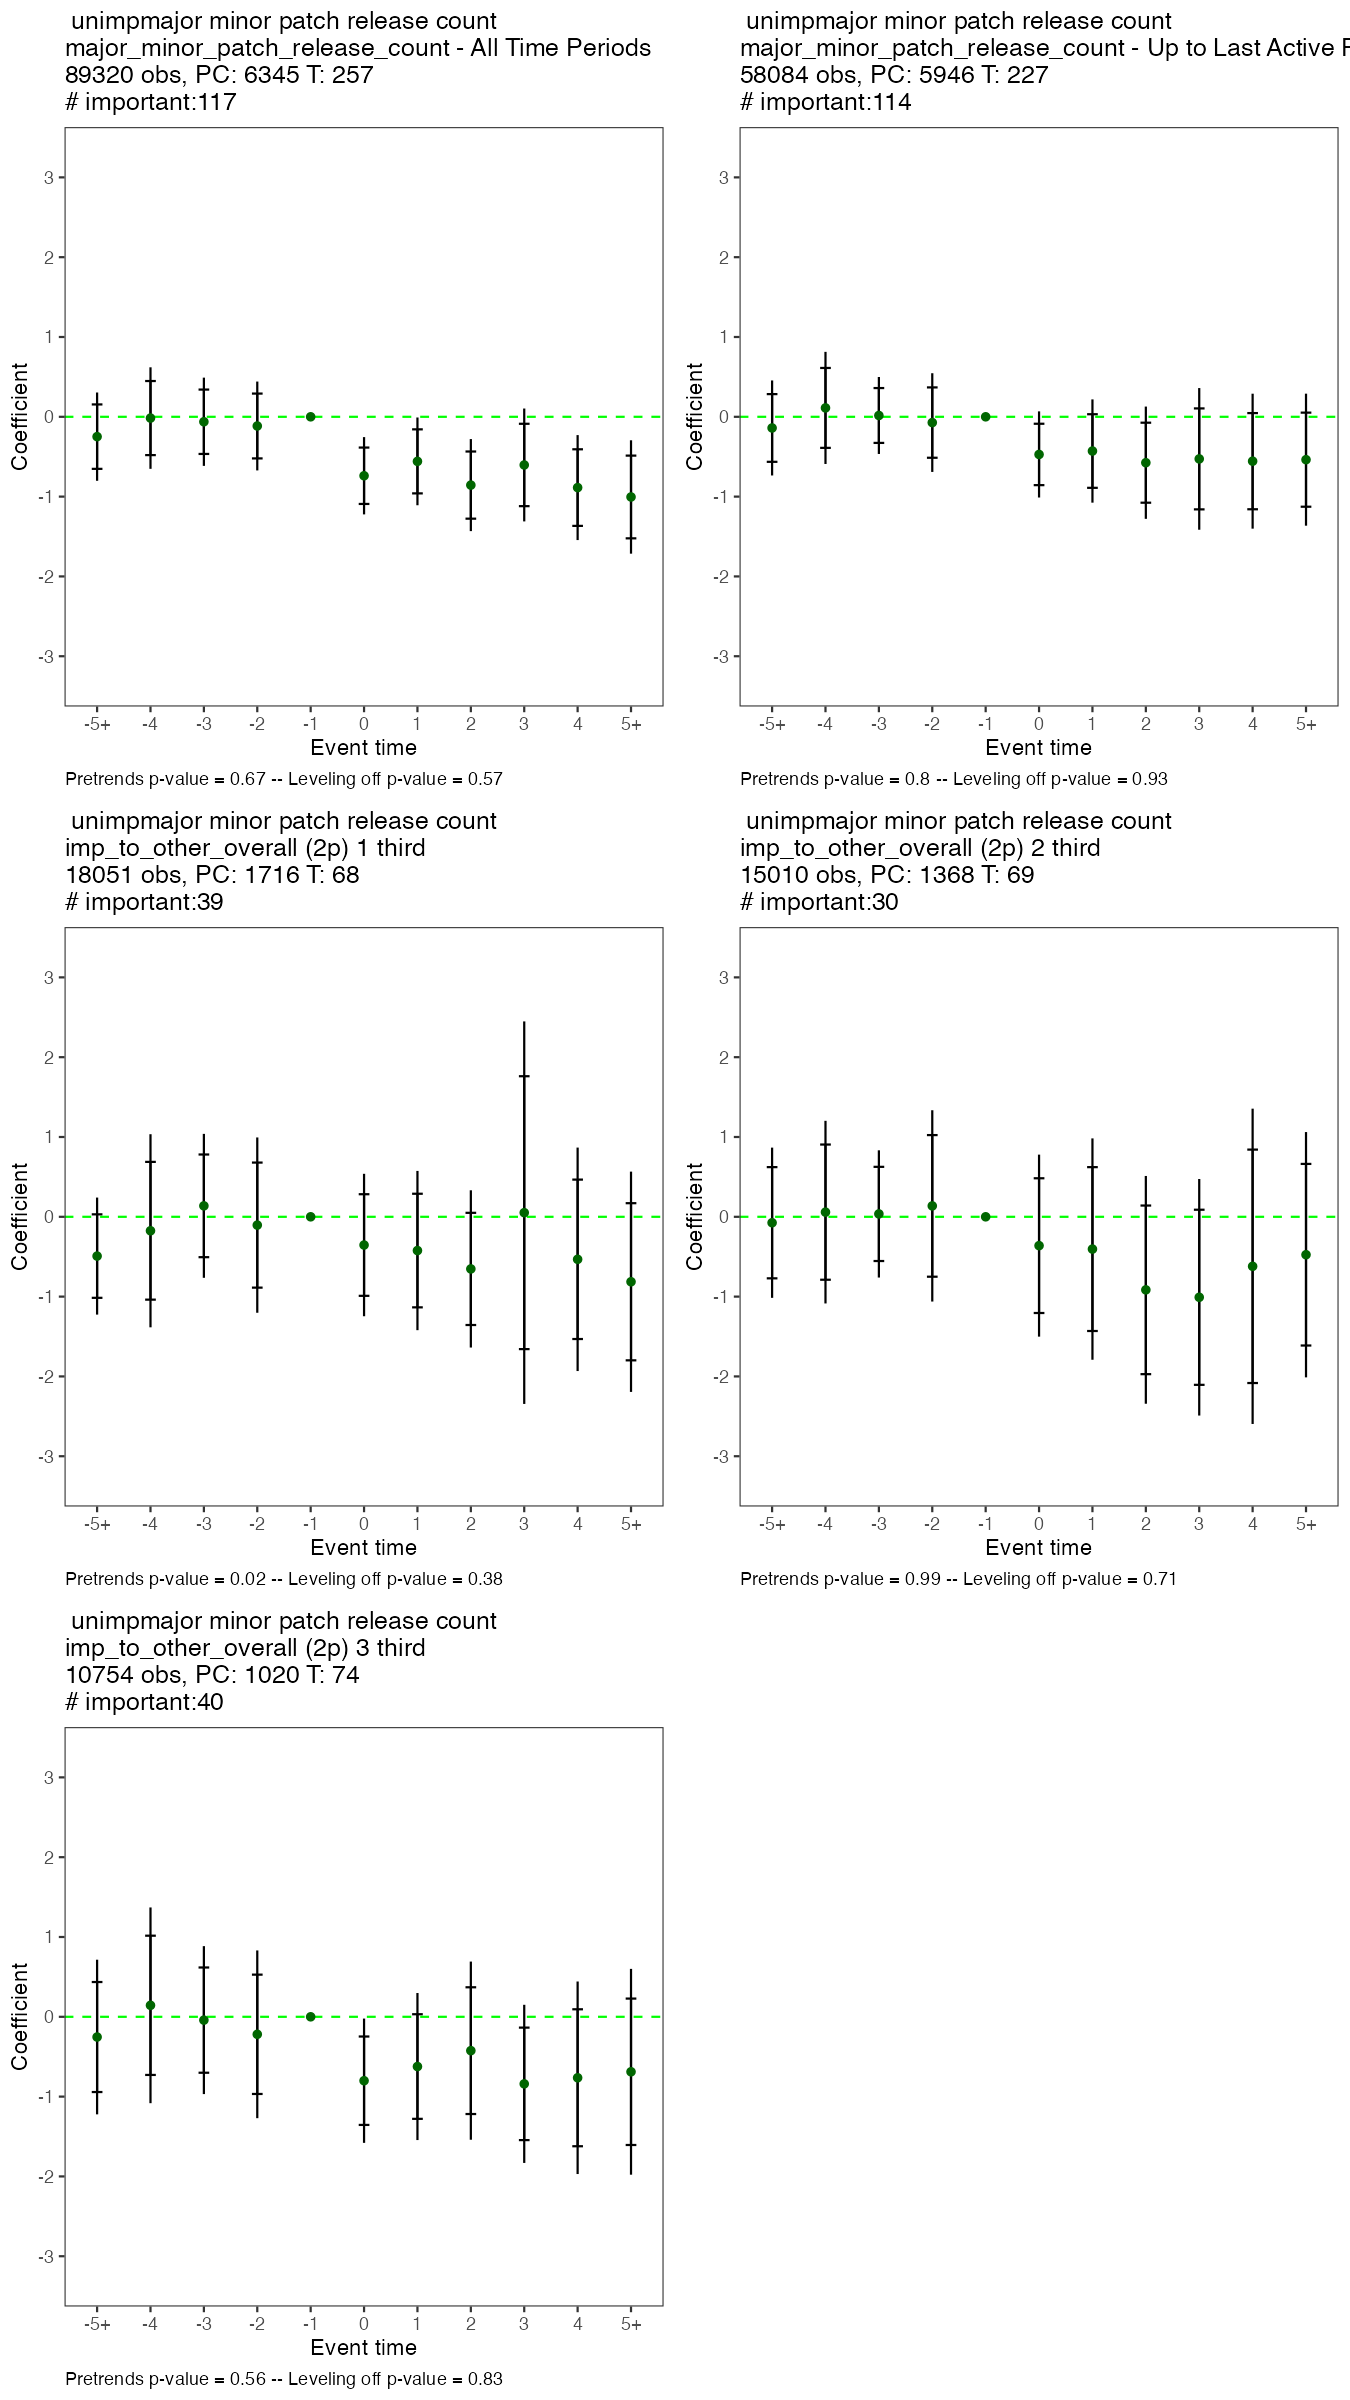 unimpmajor minor patch release count
major_minor_patch_release_count - All Time Periods
89320 obs, PC: 6345 T: 257
# important:117
3
2
1
0
-1
-2
-3
Coefficient
-5+ -4 -3 -2 -1 0 1 2 3 4 5+
Event time
Pretrends p-value = 0.67 -- Leveling off p-value = 0.57
unimpmajor minor patch release count
major_minor_patch_release_count - Up to Last Active
58084 obs, PC: 5946 T: 227
# important:114
3
2
1
0
-1
-2
-3
Coefficient
-5+ -4 -3 -2 -1 0 1 2 3 4 5+
Event time
Pretrends p-value = 0.8 -- Leveling off p-value = 0.93
unimpmajor minor patch release count
imp_to_other_overall (2p) 1 third
18051 obs, PC: 1716 T: 68
# important:39
3
2
1
0
-1
-2
-3
Coefficient
-5+ -4 -3 -2 -1 0 1 2 3 4 5+
Event time
Pretrends p-value = 0.02 -- Leveling off p-value = 0.38
unimpmajor minor patch release count
imp_to_other_overall (2p) 2 third
15010 obs, PC: 1368 T: 69
# important:30
3
2
1
0
-1
-2
-3
Coefficient
-5+ -4 -3 -2 -1 0 1 2 3 4 5+
Event time
Pretrends p-value = 0.99 -- Leveling off p-value = 0.71
unimpmajor minor patch release count
imp_to_other_overall (2p) 3 third
10754 obs, PC: 1020 T: 74
# important:40
3
2
1
0
-1
-2
-3
Coefficient
-5+ -4 -3 -2 -1 0 1 2 3 4 5+
Event time
Pretrends p-value = 0.56 -- Leveling off p-value = 0.83